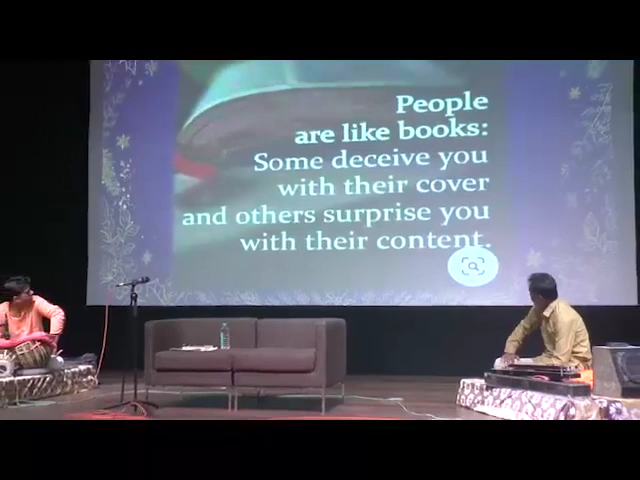 People
are like books:
Some deceive you
with their cover
and others surprise you
with their content.